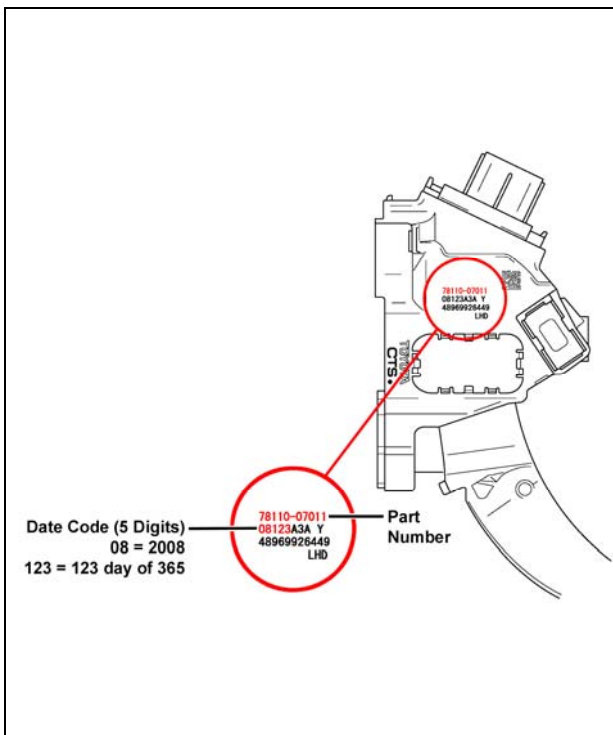 78110-07011
08123A3A Y
48969926449
LHD
TOYOTA
CTS.
78110-07011
08123A3A Y
48969926449
LHD
Date Code (5 Digits)
08 = 2008
123 = 123 day of 365
Part
Number